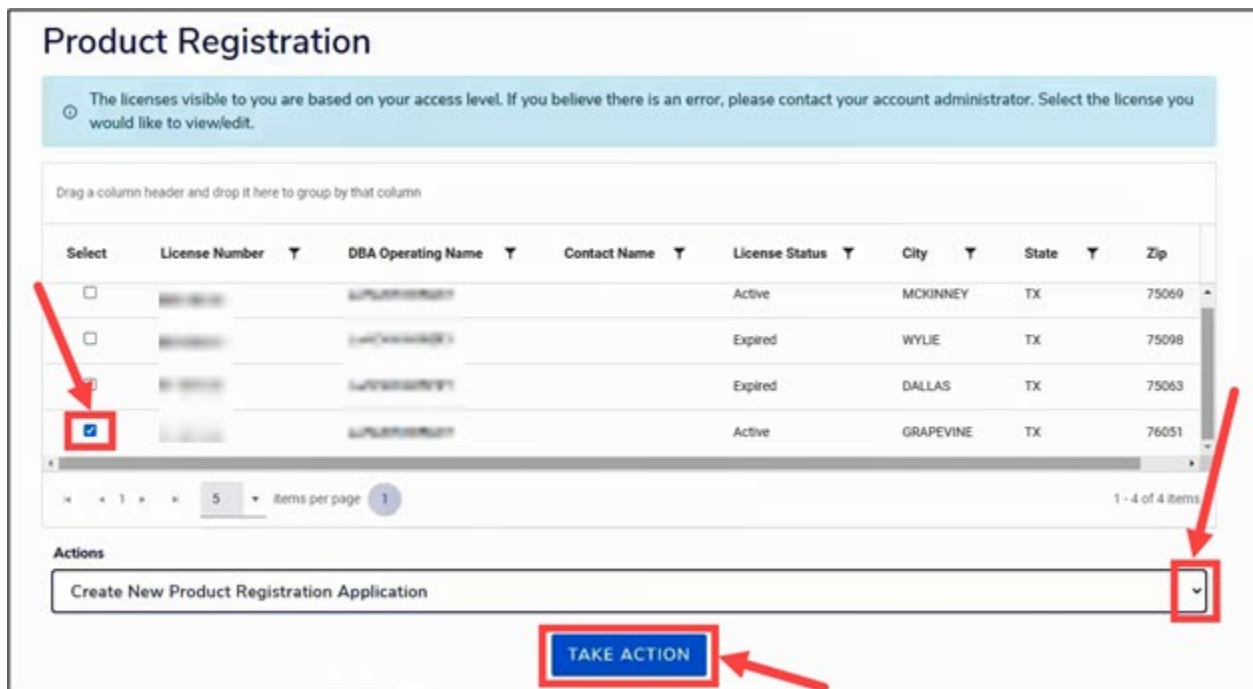 Product Registration
The licenses visible to you are based on your access level. If you believe there is an error, please contact your account administrator. Select the license you
would like to view/edit.
Drag a column header and drop it here to group by that column
Select License Number DBA Operating Name Contact Name License Status City State Zip
Active MCKINNEY TX 75069
Expired WYLIE TX 75098
Expired DALLAS TX 75063
Active GRAPEVINE TX 76051
1 5 items per page 1 1 - 4 of 4 items
Actions
Create New Product Registration Application
TAKE ACTION